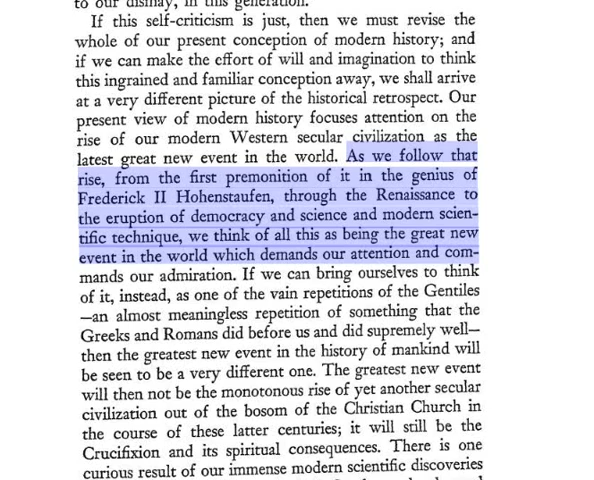 to our dismay, in this generation.
If this self-criticism is just, then we must revise the
whole of our present conception of modern history; and
if we can make the effort of will and imagination to think
this ingrained and familiar conception away, we shall arrive
at a very different picture of the historical retrospect. Our
present view of modern history focuses attention on the
rise of our modern Western secular civilization as the
latest great new event in the world. As we follow that
rise, from the first premonition of it in the genius of
Frederick II Hohenstaufen, through the Renaissance to
the eruption of democracy and science and modern scien-
tific technique, we think of all this as being the great new
event in the world which demands our attention and com-
mands our admiration. If we can bring ourselves to think
of it, instead, as one of the vain repetitions of the Gentiles
—an almost meaningless repetition of something that the
Greeks and Romans did before us and did supremely well—
then the greatest new event in the history of mankind will
be seen to be a very different one. The greatest new event
will then not be the monotonous rise of yet another secular
civilization out of the bosom of the Christian Church in
the course of these latter centuries; it will still be the
Crucifixion and its spiritual consequences. There is one
curious result of our immense modern scientific discoveries